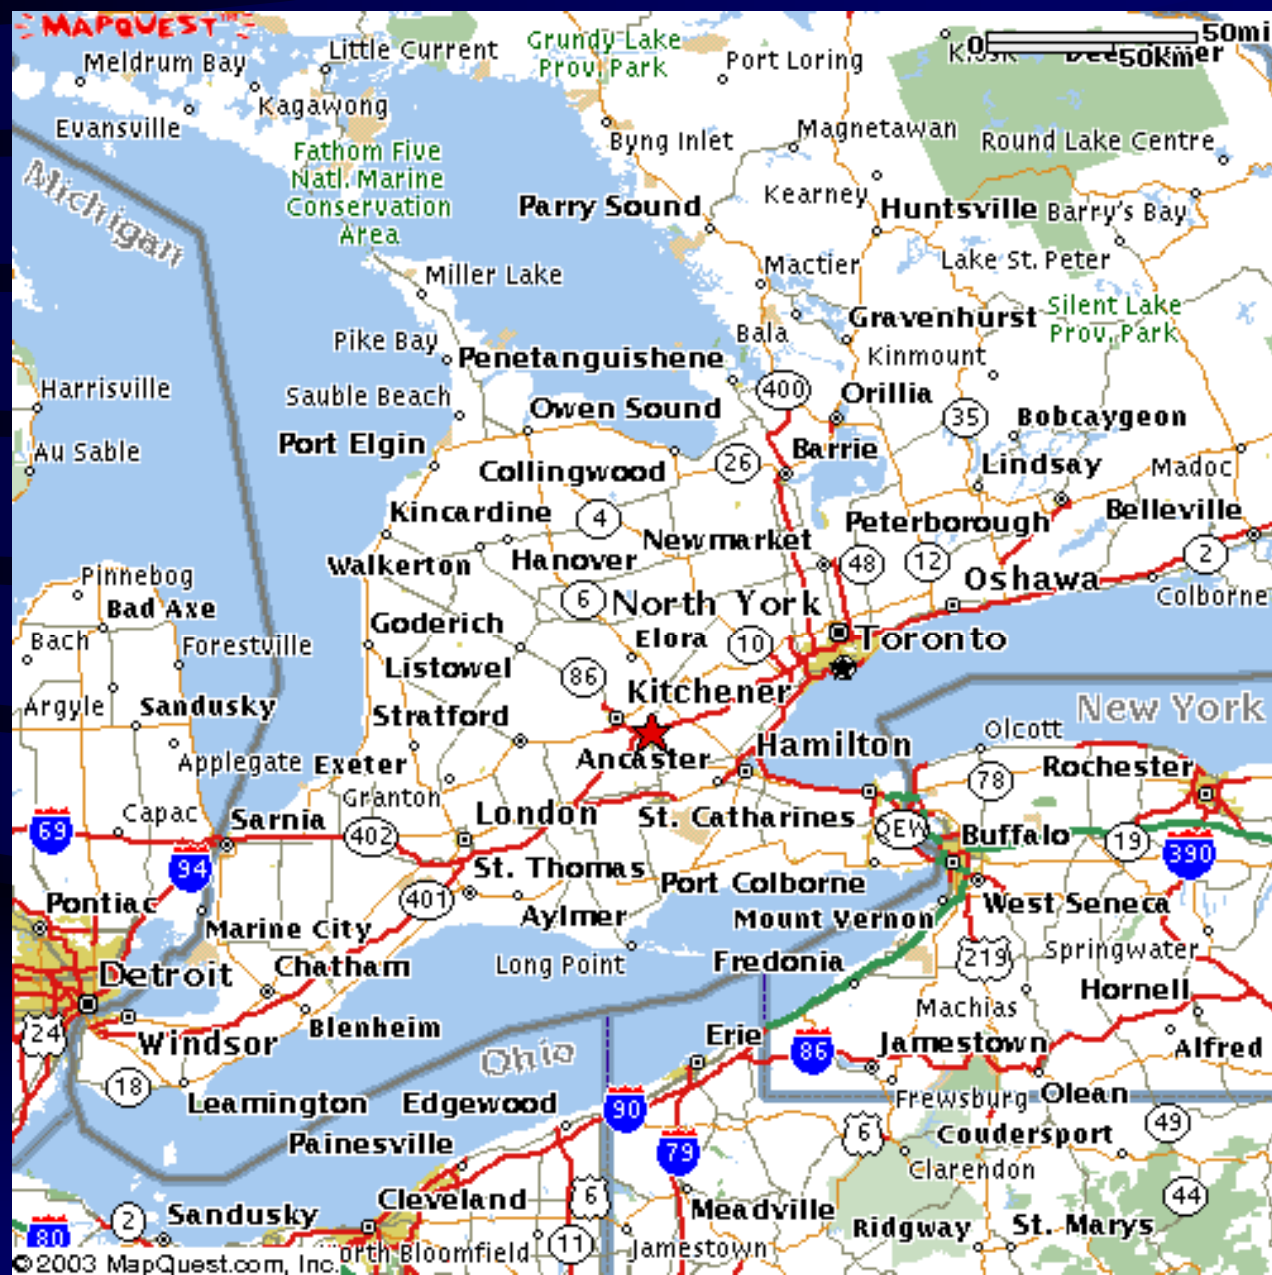 MAPQUEST™
50mi
0
50km
Little Current
Grundy Lake
Prov. Park
Port Loring
Meldrum Bay
Kagawong
Evansville
Byng Inlet
Magnetawan
Round Lake Centre
Fathom Five
Natl. Marine
Conservation
Area
Michigan
Kearney
Parry Sound
Huntsville
Barry's Bay
Lake St. Peter
Mactier
Miller Lake
Silent Lake
Prov. Park
Gravenhurst
Bala
Pike Bay
Penetanguishene
Kinmount
Harrisville
Sauble Beach
400
Orillia
Owen Sound
35
Bobcaygeon
Au Sable
Port Elgin
Barrie
Collingwood
26
Lindsay
Madoc
Kincardine
4
Peterborough
Belleville
Newmarket
Walkerton
Hanover
48
12
2
Pinnebog
Oshawa
Colborne
Bad Axe
6
North York
Bach
Forestville
Goderich
Elora
10
Toronto
Listowel
86
Kitchener
Argyle
Sandusky
Stratford
New York
Olcott
Applegate
Exeter
Ancaster
Hamilton
78
Rochester
Capac
Granton
London
St. Catharines
69
Sarnia
402
QEW
Buffalo
19
390
94
St. Thomas
Port Colborne
401
Pontiac
Aylmer
Mount Vernon
West Seneca
Marine City
Springwater
Long Point
Fredonia
219
Detroit
Chatham
Hornell
Machias
24
Windsor
Blenheim
Erie
86
Jamestown
Alfred
Ohio
18
Leamington
Edgewood
90
Frewsburg
Olean
Painesville
79
6
Coudersport
49
Clarendon
Cleveland
6
Meadville
44
2
Sandusky
Ridgway
St. Marys
80
11
Jamestown
orth Bloomfield
©2003 MapQuest.com, Inc.